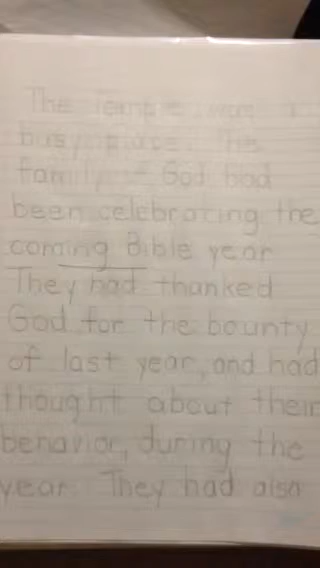 The Temple was a
busy place. The
family of God had
been celebrating the
coming Bible year
They had thanked
God for the bounty
of last year, and had
thought about their
behavior, during the
year. They had also